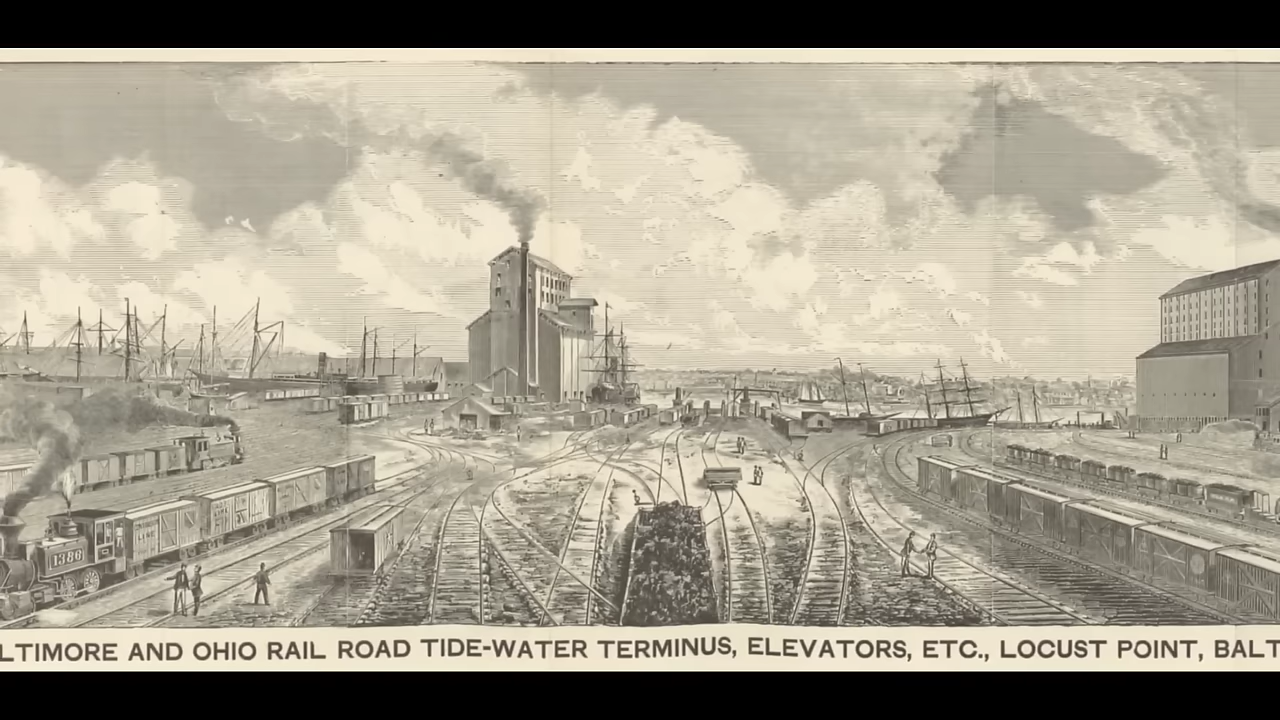 1386
LTIMORE AND OHIO RAIL ROAD TIDE-WATER TERMINUS, ELEVATORS, ETC., LOCUST POINT, BALT